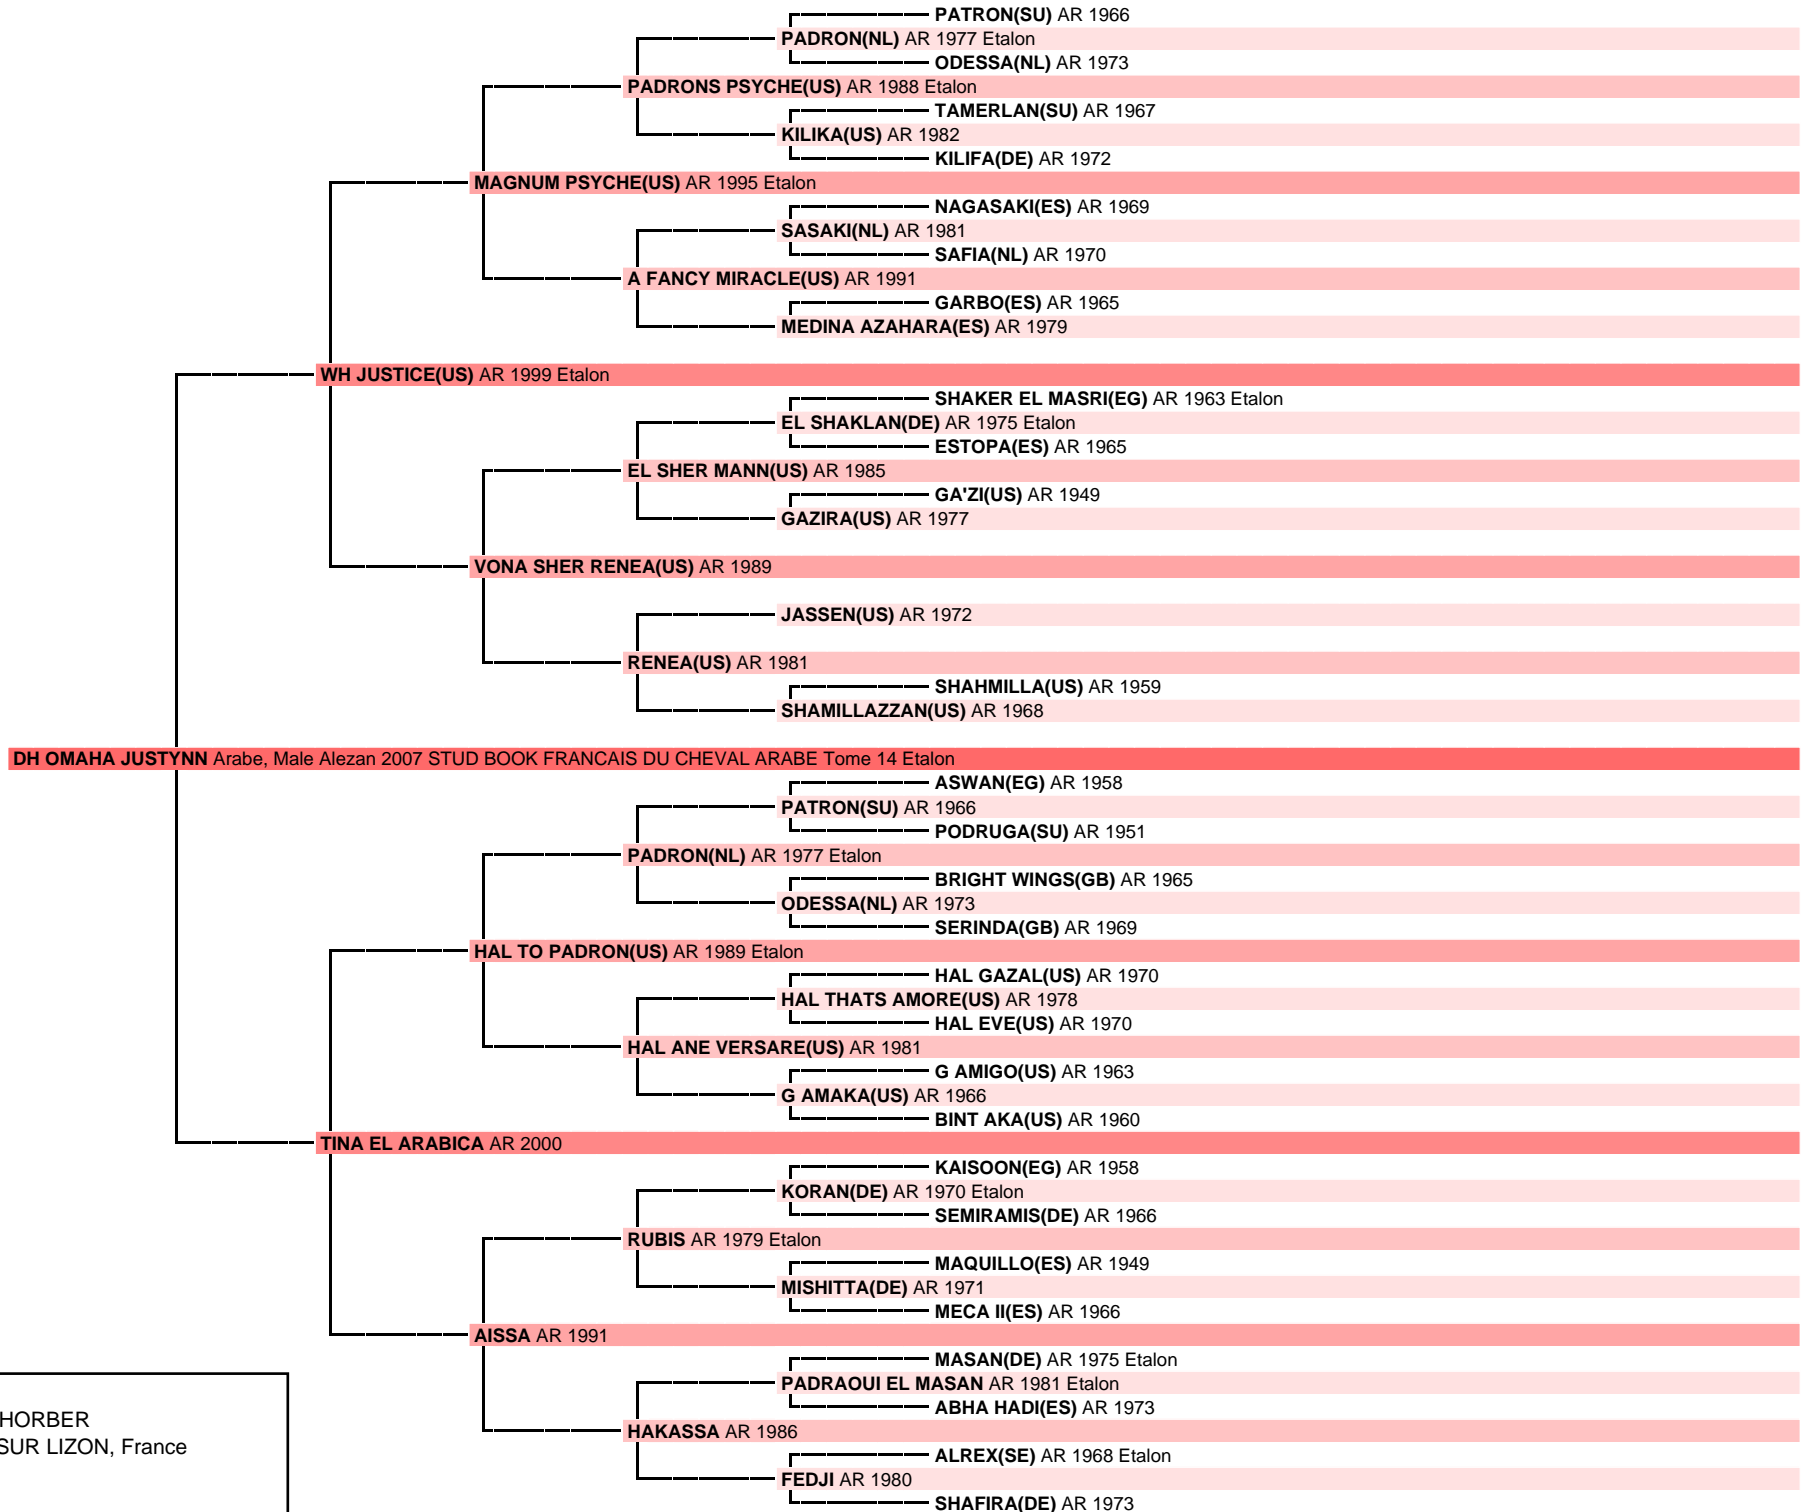 PATRON(SU) AR 1966
PADRON(NL) AR 1977 Etalon
ODESSA(NL) AR 1973
PADRONS PSYCHE(US) AR 1988 Etalon
TAMERLAN(SU) AR 1967
KILIKA(US) AR 1982
KILIFA(DE) AR 1972
MAGNUM PSYCHE(US) AR 1995 Etalon
NAGASAKI(ES) AR 1969
SASAKI(NL) AR 1981
SAFIA(NL) AR 1970
A FANCY MIRACLE(US) AR 1991
GARBO(ES) AR 1965
MEDINA AZAHARA(ES) AR 1979
WH JUSTICE(US) AR 1999 Etalon
SHAKER EL MASRI(EG) AR 1963 Etalon
EL SHAKLAN(DE) AR 1975 Etalon
ESTOPA(ES) AR 1965
EL SHER MANN(US) AR 1985
GA'ZI(US) AR 1949
GAZIRA(US) AR 1977
VONA SHER RENEA(US) AR 1989
JASSEN(US) AR 1972
RENEA(US) AR 1981
SHAHMILLA(US) AR 1959
SHAMILLAZZAN(US) AR 1968
DH OMAHA JUSTYNN Arabe, Male Alezan 2007 STUD BOOK FRANCAIS DU CHEVAL ARABE Tome 14 Etalon
ASWAN(EG) AR 1958
PATRON(SU) AR 1966
PODRUGA(SU) AR 1951
PADRON(NL) AR 1977 Etalon
BRIGHT WINGS(GB) AR 1965
ODESSA(NL) AR 1973
SERINDA(GB) AR 1969
HAL TO PADRON(US) AR 1989 Etalon
HAL GAZAL(US) AR 1970
HAL THATS AMORE(US) AR 1978
HAL EVE(US) AR 1970
HAL ANE VERSARE(US) AR 1981
G AMIGO(US) AR 1963
G AMAKA(US) AR 1966
BINT AKA(US) AR 1960
TINA EL ARABICA AR 2000
KAISOON(EG) AR 1958
KORAN(DE) AR 1970 Etalon
SEMIRAMIS(DE) AR 1966
RUBIS AR 1979 Etalon
MAQUILLO(ES) AR 1949
MISHITTA(DE) AR 1971
MECA II(ES) AR 1966
AISSA AR 1991
MASAN(DE) AR 1975 Etalon
PADRAOUI EL MASAN AR 1981 Etalon
ABHA HADI(ES) AR 1973
HAKASSA AR 1986
ALREX(SE) AR 1968 Etalon
FEDJI AR 1980
SHAFIRA(DE) AR 1973
HORBER
SUR LIZON, France